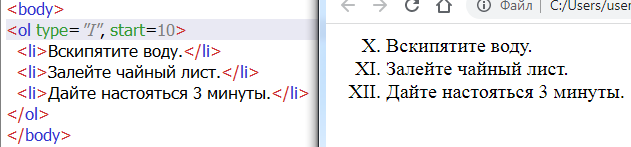 <body>
<ol type="I", start=10>
<li>Вскипятите воду.</li>
<li>Залейте чайный лист.</li>
<li>Дайте настояться 3 минуты.</li>
</ol>
</body>
Файл | C:/Users/user
X. Вскипятите воду.
XI. Залейте чайный лист.
XII. Дайте настояться 3 минуты.